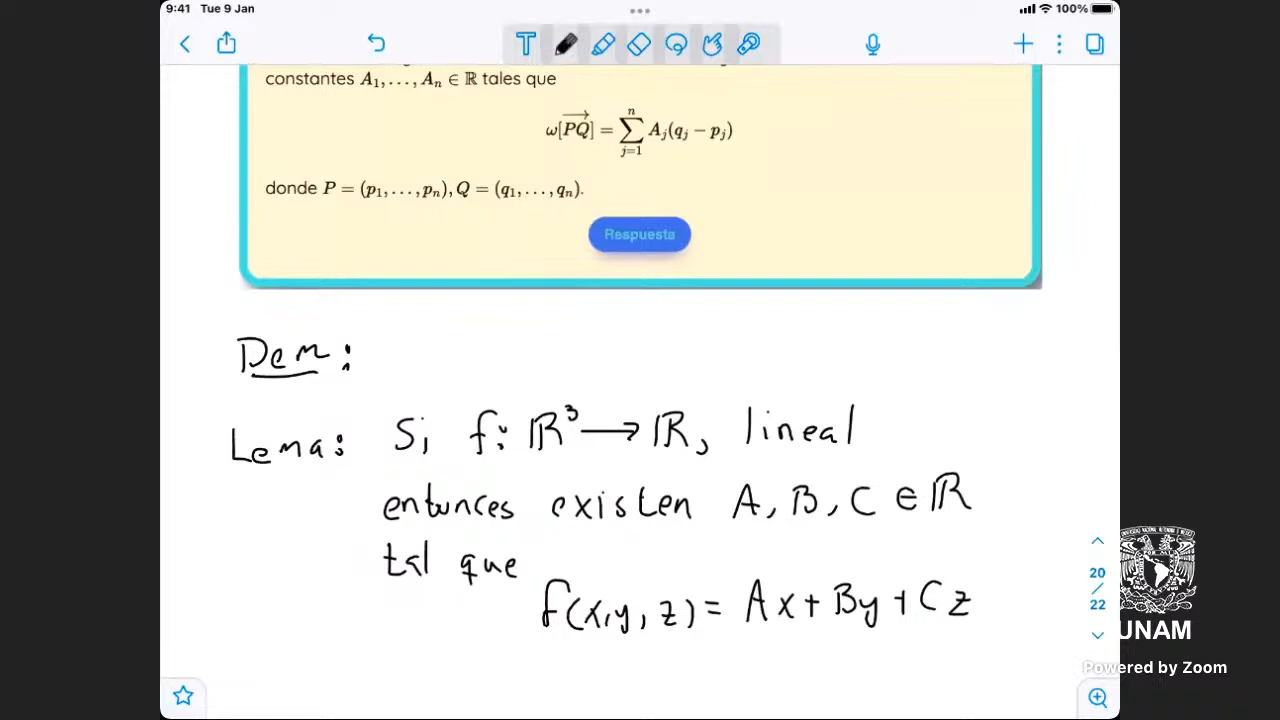 9:41 Tue 9 Jan
100%
constantes A₁, …, Aₙ ∈ ℝ tales que
ω[→PQ] = ∑ⁿⱼ₌₁ Aⱼ(qⱼ − pⱼ)
donde P = (p₁, …, pₙ), Q = (q₁, …, qₙ).
Respuesta
Dem:
Lema: Si f: ℝ³ ⟶ ℝ, lineal
entonces existen A, B, C ∈ ℝ
tal que
f(x,y,z) = Ax + By + Cz
20
/
22
UNAM
Powered by Zoom